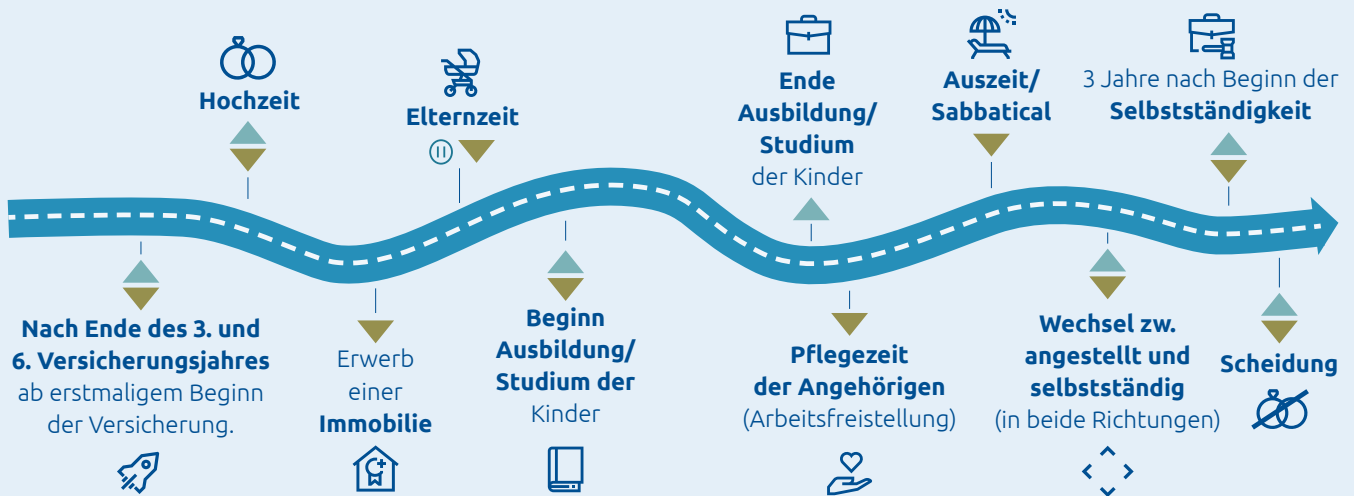 Hochzeit
Elternzeit
Ende
Ausbildung/
Studium
der Kinder
Auszeit/
Sabbatical
3 Jahre nach Beginn der
Selbstständigkeit
Nach Ende des 3. und
6. Versicherungsjahres
ab erstmaligem Beginn
der Versicherung.
Erwerb
einer
Immobilie
Beginn
Ausbildung/
Studium der
Kinder
Pflegezeit
der Angehörigen
(Arbeitsfreistellung)
Wechsel zw.
angestellt und
selbstständig
(in beide Richtungen)
Scheidung